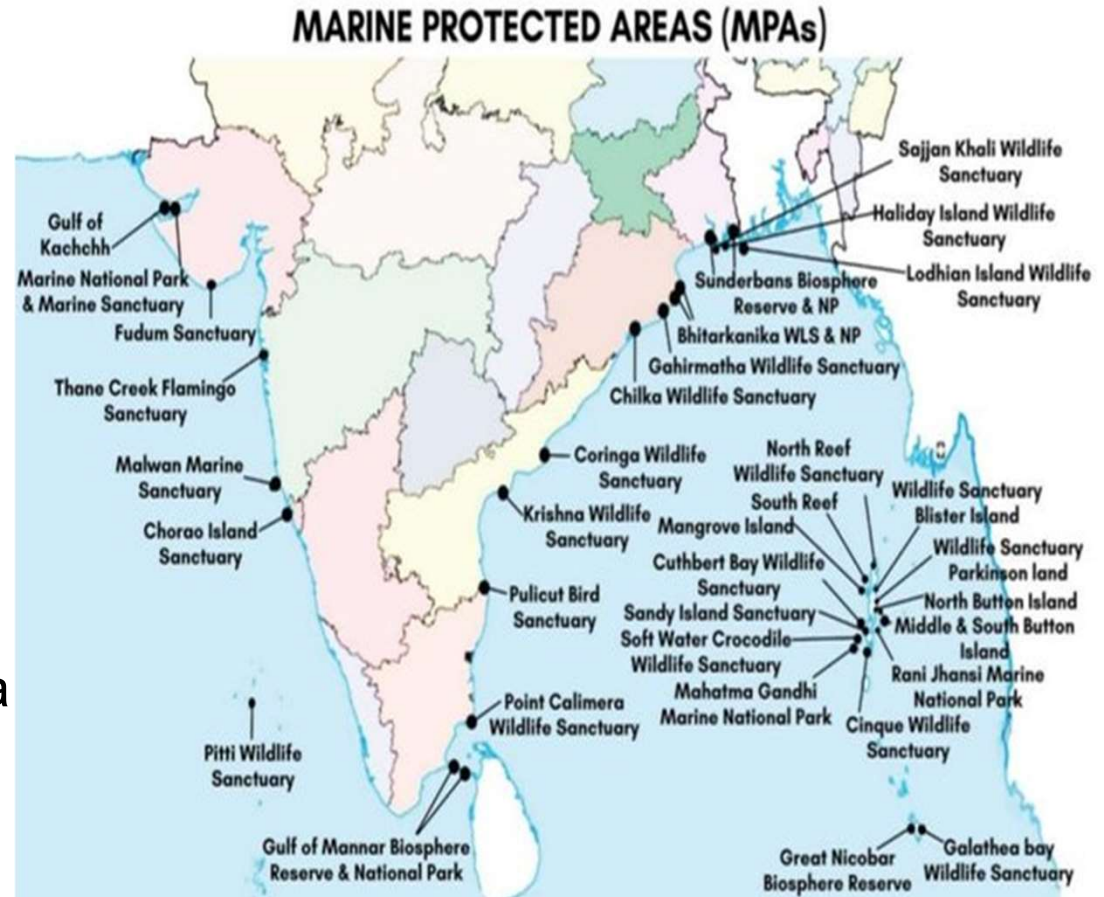 MARINE PROTECTED AREAS (MPAs)
Sajjan Khali Wildlife
Sanctuary
Haliday Island Wildlife
Sanctuary
Lodhian Island Wildlife
Sanctuary
Gulf of
Kachchh
Marine National Park
& Marine Sanctuary
Fudum Sanctuary
Sunderbans Biosphere
Reserve & NP
Bhitarkanika WLS & NP
Gahirmatha Wildlife Sanctuary
Chilka Wildlife Sanctuary
Thane Creek Flamingo
Sanctuary
Malwan Marine
Sanctuary
Chorao Island
Sanctuary
Coringa Wildlife
Sanctuary
Krishna Wildlife
Sanctuary
Pulicut Bird
Sanctuary
North Reef
Wildlife Sanctuary
South Reef
Mangrove Island
Cuthbert Bay Wildlife
Sanctuary
Sandy Island Sanctuary
Soft Water Crocodile
Wildlife Sanctuary
Mahatma Gandhi
Marine National Park
Wildlife Sanctuary
Blister Island
Wildlife Sanctuary
Parkinson land
North Button Island
Middle & South Button
Island
Rani Jhansi Marine
National Park
Cinque Wildlife
Sanctuary
a
Pitti Wildlife
Sanctuary
Point Calimera
Wildlife Sanctuary
Gulf of Mannar Biosphere
Reserve & National Park
Great Nicobar
Biosphere Reserve
Galathea bay
Wildlife Sanctuary